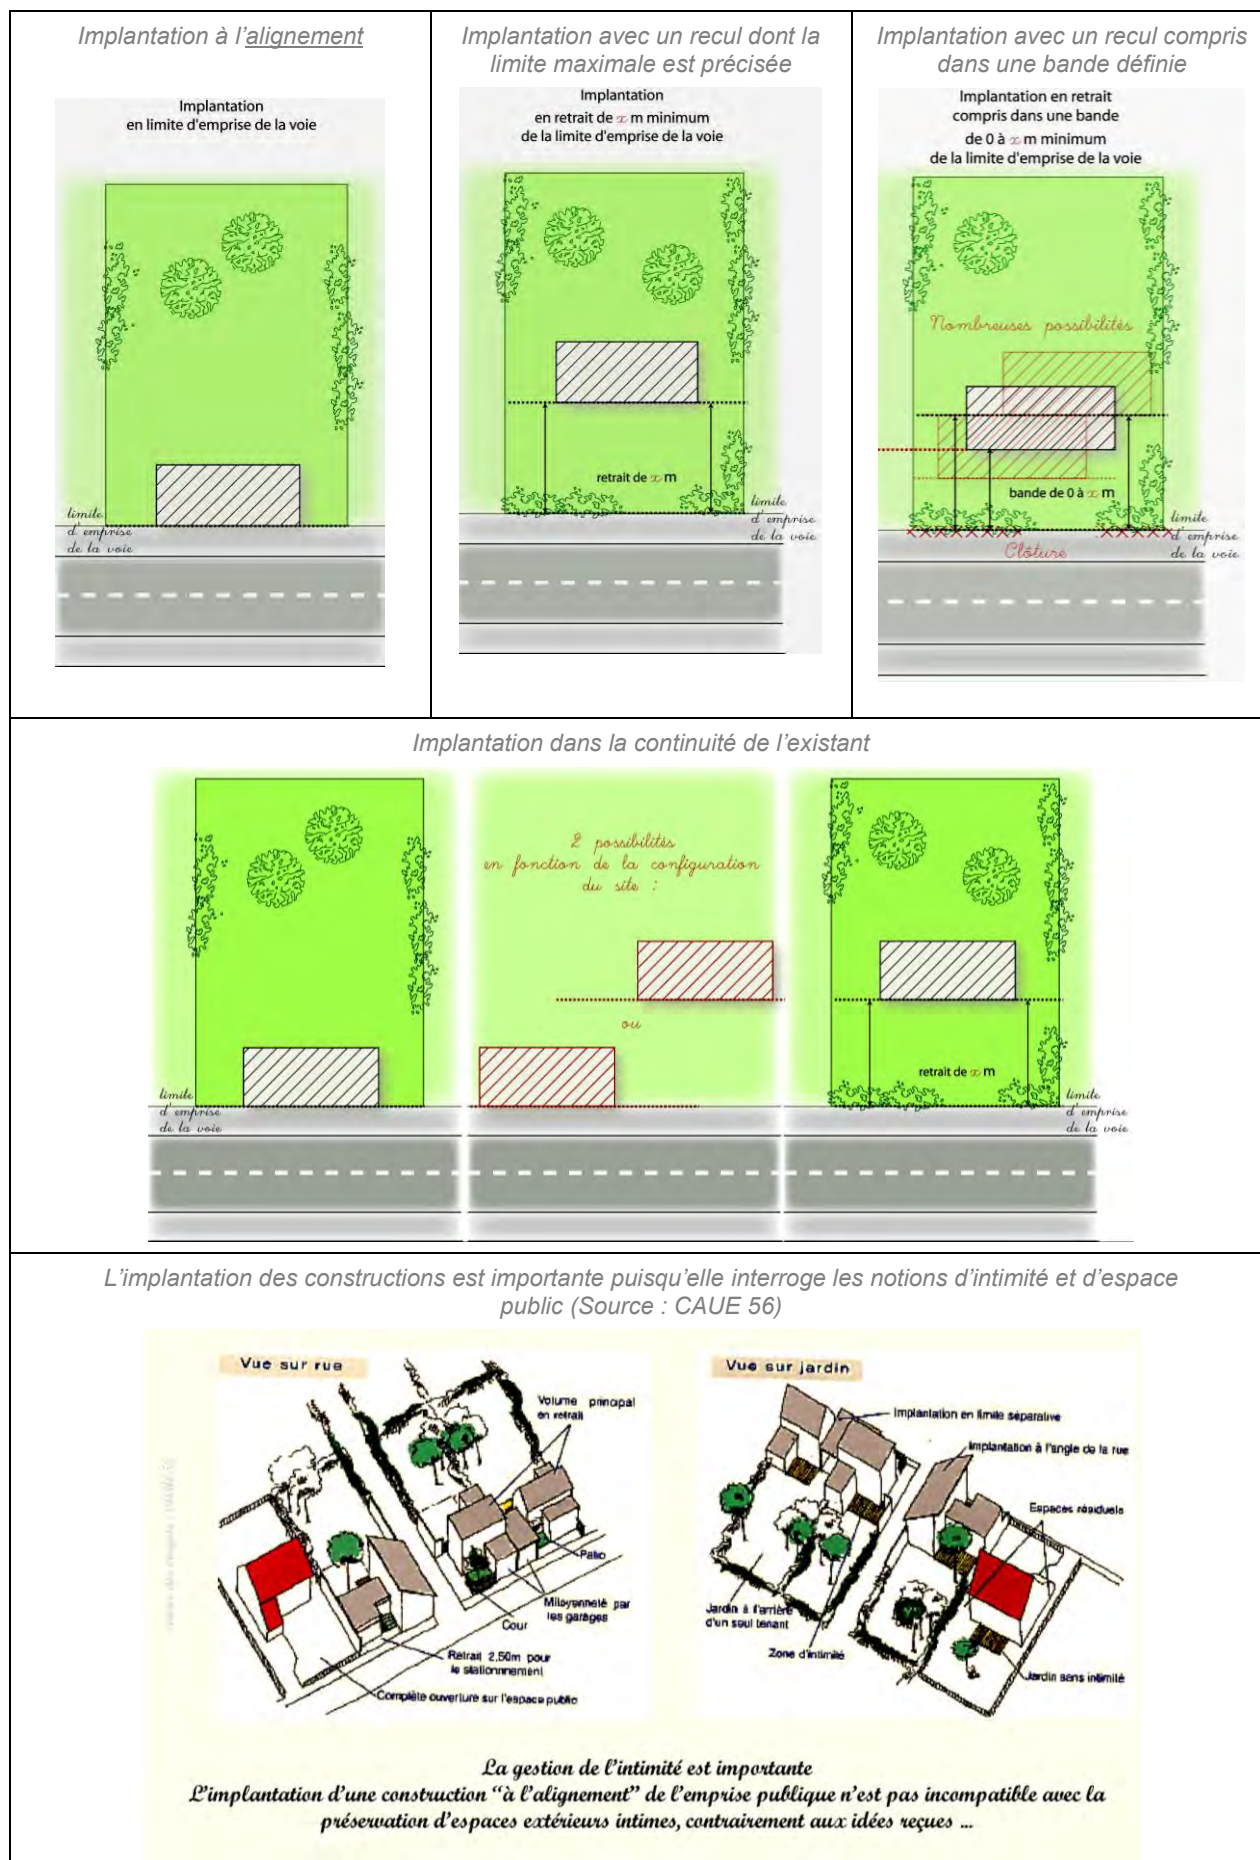 Implantation à l'alignement
Implantation
en limite d'emprise de la voie
limite
d'emprise
de la voie
Implantation avec un recul dont la
limite maximale est précisée
Implantation
en retrait de x m minimum
de la limite d'emprise de la voie
retrait de x m
limite
d'emprise
de la voie
Implantation avec un recul compris
dans une bande définie
Implantation en retrait
compris dans une bande
de 0 à x m minimum
de la limite d'emprise de la voie
Nombreuses possibilités
bande de 0 à x m
limite
d'emprise
de la voie
Clôture
Implantation dans la continuité de l'existant
limite
d'emprise
de la voie
2 possibilités
en fonction de la configuration
du site :
ou
retrait de x m
limite
d'emprise
de la voie
L'implantation des constructions est importante puisqu'elle interroge les notions d'intimité et d'espace
public (Source : CAUE 56)
Vue sur rue
Volume principal
en retrait
Patio
Mitoyenneté par
les garages
Cour
Retrait 2,50m pour
le stationnnement
Complète ouverture sur l'espace public
Vue sur jardin
Implantation en limite séparative
Implantation à l'angle de la rue
Espaces résiduels
Jardin à l'arrière
d'un seul tenant
Zone d'intimité
Jardin sans intimité
La gestion de l'intimité est importante
L'implantation d'une construction "à l'alignement" de l'emprise publique n'est pas incompatible avec la
préservation d'espaces extérieurs intimes, contrairement aux idées reçues ...